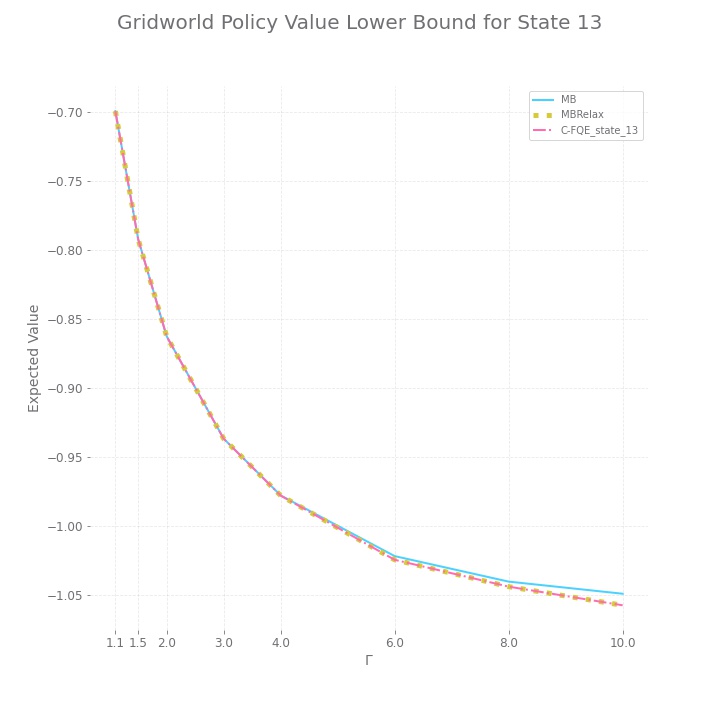 Gridworld Policy Value Lower Bound for State 13
MB
MBRelax
C-FQE_state_13
Expected Value
−0.70
−0.75
−0.80
−0.85
−0.90
−0.95
−1.00
−1.05
1.1 1.5 2.0 3.0 4.0 6.0 8.0 10.0
Γ